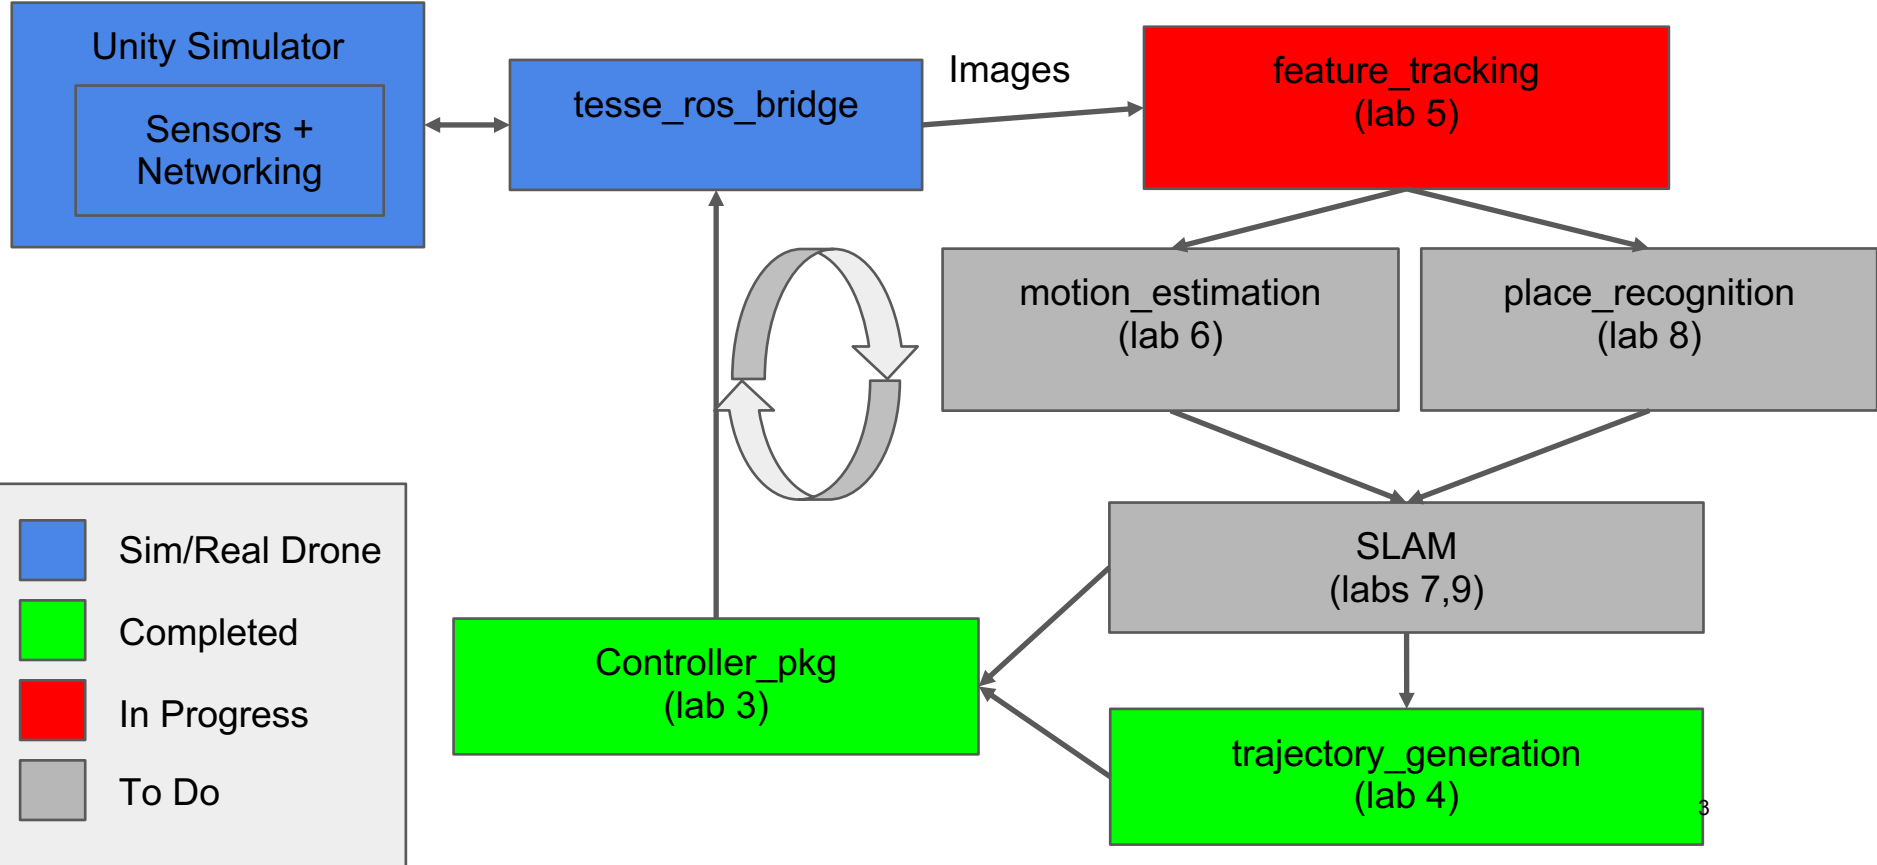 Unity Simulator
Sensors +
Networking
tesse_ros_bridge
Images
feature_tracking
(lab 5)
motion_estimation
(lab 6)
place_recognition
(lab 8)
SLAM
(labs 7,9)
Controller_pkg
(lab 3)
trajectory_generation
(lab 4)
Sim/Real Drone
Completed
In Progress
To Do
3